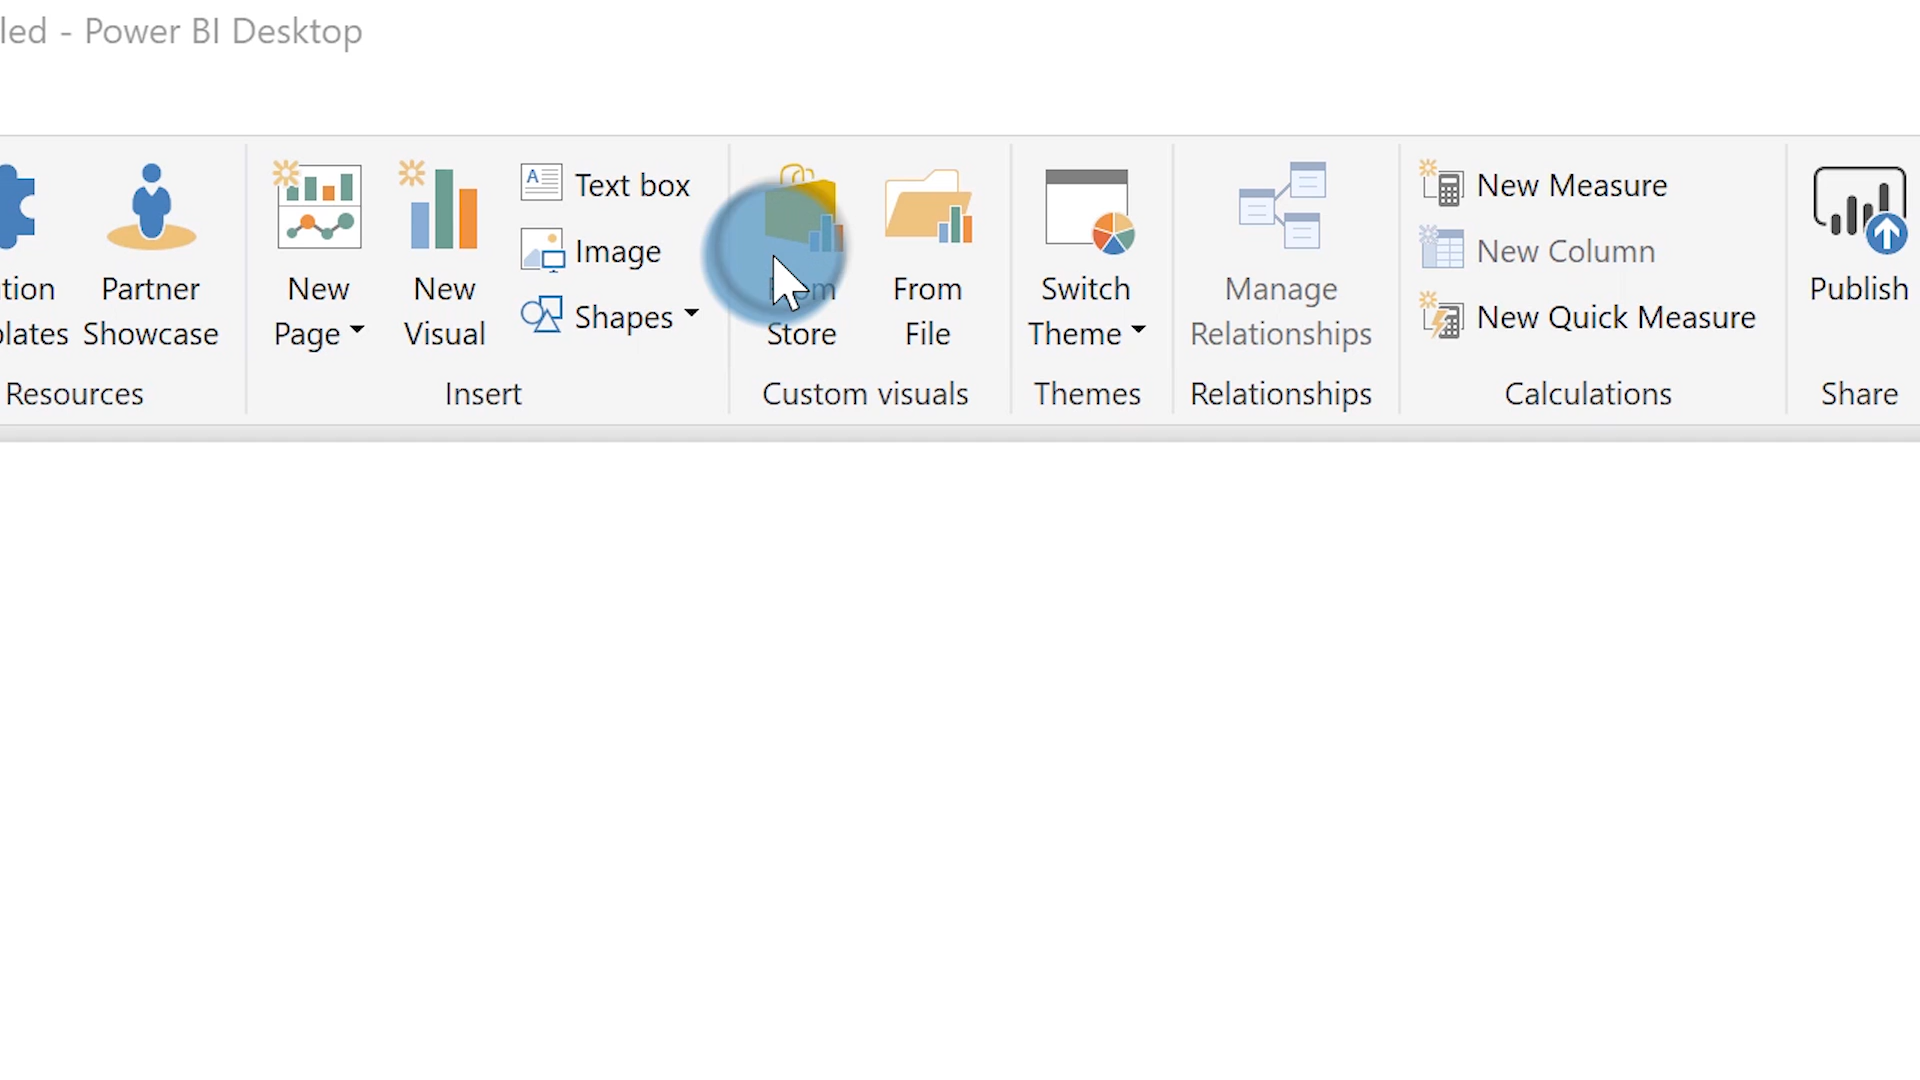 led - Power BI Desktop
tion
plates
Partner
Showcase
Resources
New
Page
New
Visual
Text box
Image
Shapes
Insert
From
Store
From
File
Custom visuals
Switch
Theme
Themes
Manage
Relationships
Relationships
New Measure
New Column
New Quick Measure
Calculations
Publish
Share